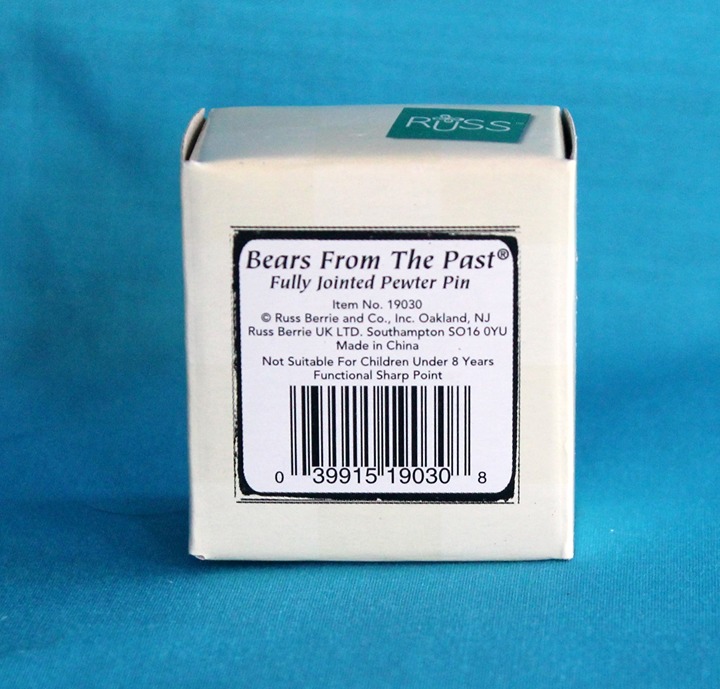 RUSS
Bears From The Past®
Fully Jointed Pewter Pin
Item No. 19030
© Russ Berrie and Co., Inc. Oakland, NJ
Russ Berrie UK LTD. Southampton SO16 0YU
Made in China
Not Suitable For Children Under 8 Years
Functional Sharp Point
0 39915 19030 8